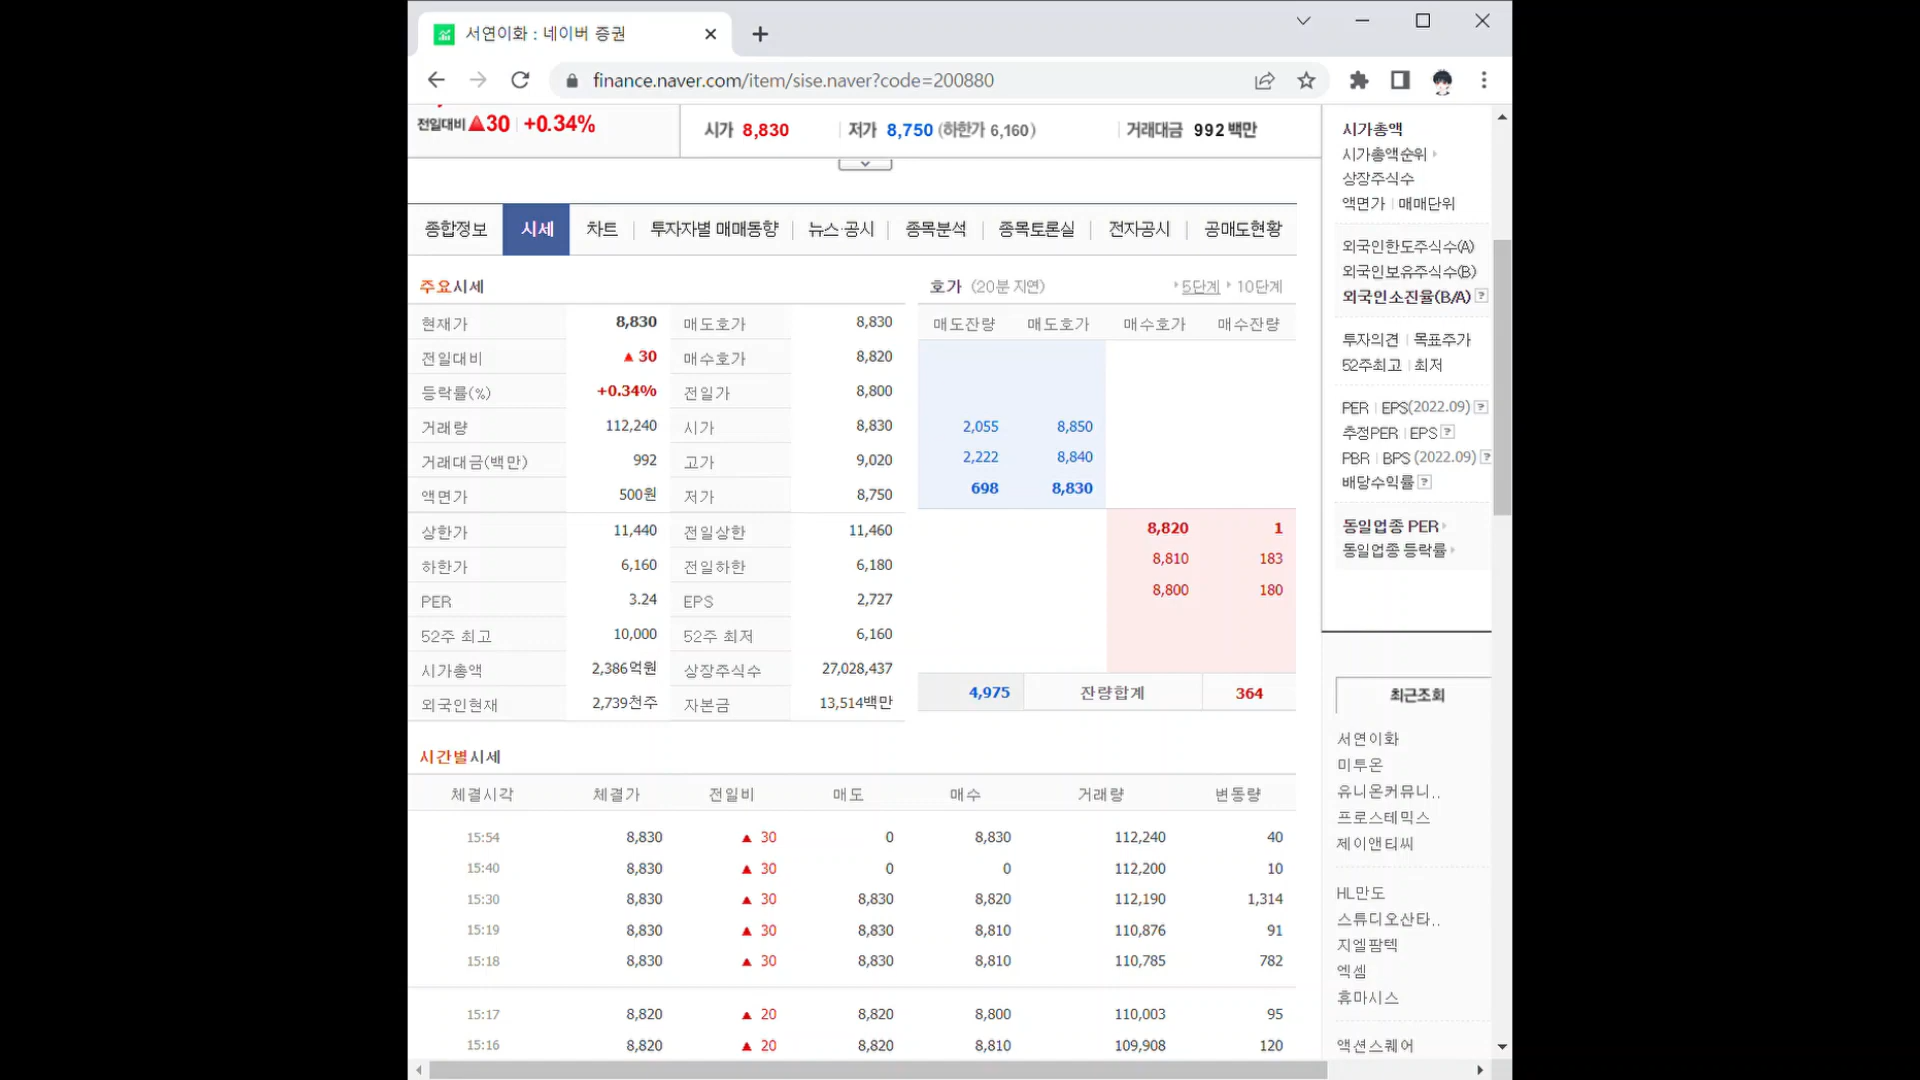 서연이화 : 네이버 증권
finance.naver.com/item/sise.naver?code=200880
전일대비 ▲30 +0.34%
시가 8,830 저가 8,750 (하한가 6,160) 거래대금 992 백만
종합정보 시세 차트 투자자별 매매동향 뉴스·공시 종목분석 종목토론실 전자공시 공매도현황
주요시세
현재가 8,830 매도호가 8,830
전일대비 ▲ 30 매수호가 8,820
등락률(%) +0.34% 전일가 8,800
거래량 112,240 시가 8,830
거래대금(백만) 992 고가 9,020
액면가 500원 저가 8,750
상한가 11,440 전일상한 11,460
하한가 6,160 전일하한 6,180
PER 3.24 EPS 2,727
52주 최고 10,000 52주 최저 6,160
시가총액 2,386억원 상장주식수 27,028,437
외국인현재 2,739천주 자본금 13,514백만
호가 (20분 지연) 5단계 10단계
매도잔량 매도호가 매수호가 매수잔량
2,055 8,850
2,222 8,840
698 8,830
8,820 1
8,810 183
8,800 180
4,975 잔량합계 364
시간별시세
체결시각 체결가 전일비 매도 매수 거래량 변동량
15:54 8,830 ▲ 30 0 8,830 112,240 40
15:40 8,830 ▲ 30 0 0 112,200 10
15:30 8,830 ▲ 30 8,830 8,820 112,190 1,314
15:19 8,830 ▲ 30 8,830 8,810 110,876 91
15:18 8,830 ▲ 30 8,830 8,810 110,785 782
15:17 8,820 ▲ 20 8,820 8,800 110,003 95
15:16 8,820 ▲ 20 8,820 8,810 109,908 120
시가총액
시가총액순위
상장주식수
액면가 매매단위
외국인한도주식수(A)
외국인보유주식수(B)
외국인소진율(B/A) ?
투자의견 목표주가
52주최고 최저
PER EPS(2022.09) ?
추정PER EPS ?
PBR BPS (2022.09) ?
배당수익률 ?
동일업종 PER
동일업종 등락률
최근조회
서연이화
미투온
유니온커뮤니..
프로스테믹스
제이앤티씨
HL만도
스튜디오산타..
지엘팜텍
엑셈
휴마시스
액션스퀘어